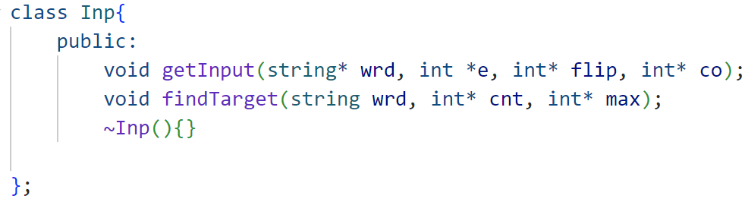 class Inp{
    public:
        void getInput(string* wrd, int *e, int* flip, int* co);
        void findTarget(string wrd, int* cnt, int* max);
        ~Inp(){}
};